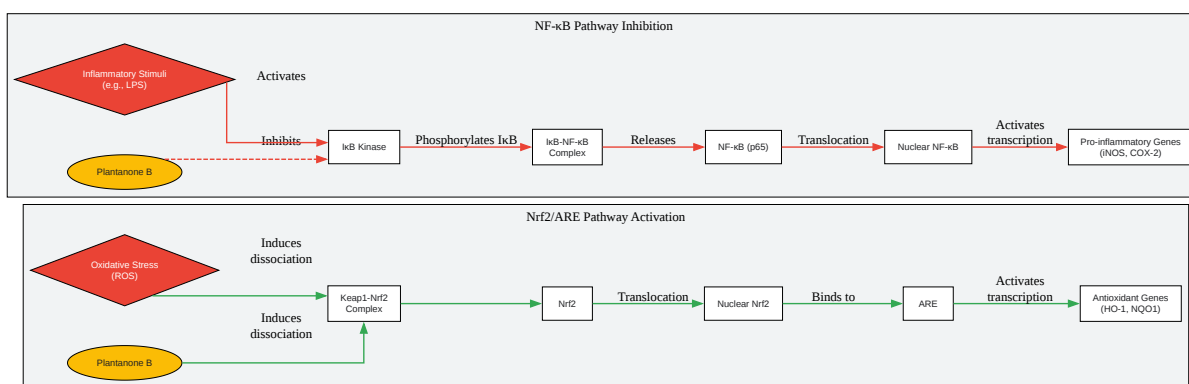 NF-κB Pathway Inhibition
Inflammatory Stimuli
(e.g., LPS)
Activates
Inhibits
Plantanone B
IκB Kinase
Phosphorylates IκB
IκB-NF-κB
Complex
Releases
NF-κB (p65)
Translocation
Nuclear NF-κB
Activates
transcription
Pro-inflammatory Genes
(iNOS, COX-2)
Nrf2/ARE Pathway Activation
Oxidative Stress
(ROS)
Induces
dissociation
Induces
dissociation
Plantanone B
Keap1-Nrf2
Complex
Nrf2
Translocation
Nuclear Nrf2
Binds to
ARE
Activates
transcription
Antioxidant Genes
(HO-1, NQO1)